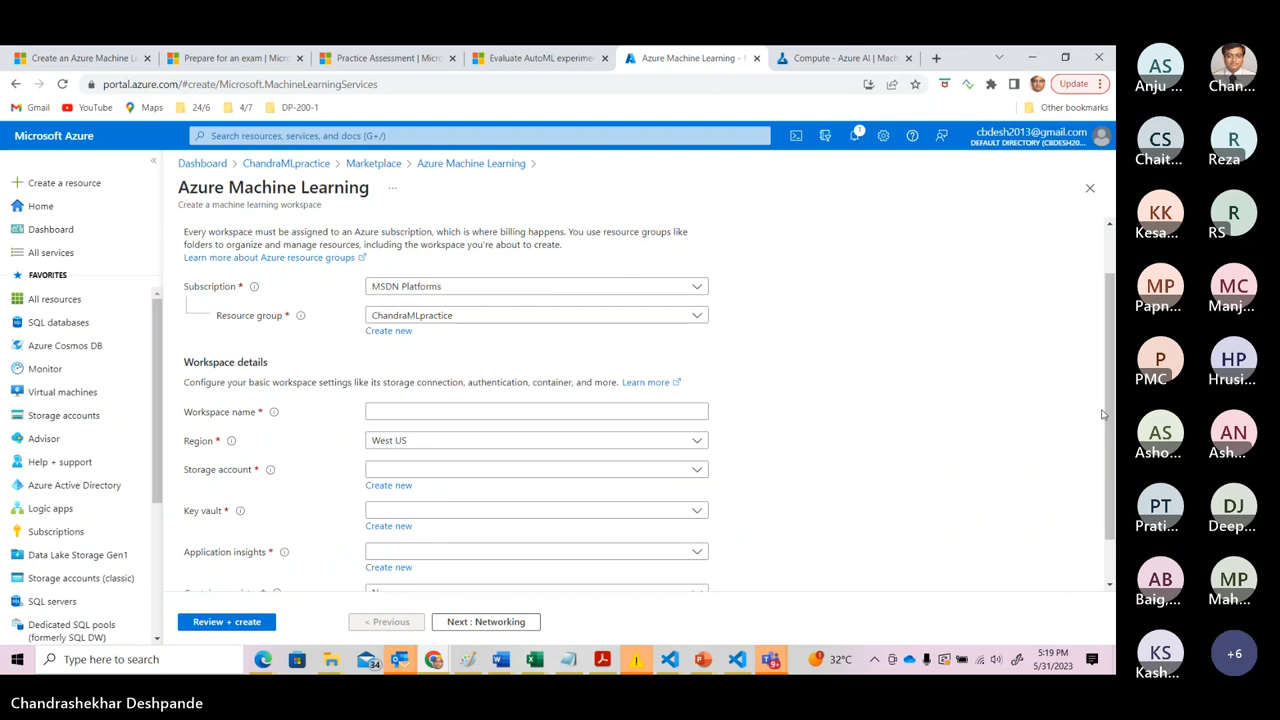 Create an Azure Machine L
Prepare for an exam | Micros
Practice Assessment | Micros
Evaluate AutoML experime
Azure Machine Learning -
Compute - Azure AI | Mach
portal.azure.com/#create/Microsoft.MachineLearningServices
Update
Gmail
YouTube
Maps
24/6
4/7
DP-200-1
Other bookmarks
Microsoft Azure
Search resources, services, and docs (G+/)
1
cbdesh2013@gmail.com
DEFAULT DIRECTORY (CBDESH20...
Create a resource
Home
Dashboard
All services
FAVORITES
All resources
SQL databases
Azure Cosmos DB
Monitor
Virtual machines
Storage accounts
Advisor
Help + support
Azure Active Directory
Logic apps
Subscriptions
Data Lake Storage Gen1
Storage accounts (classic)
SQL servers
Dedicated SQL pools
(formerly SQL DW)
Dashboard > ChandraMLpractice > Marketplace > Azure Machine Learning >
Azure Machine Learning ...
Create a machine learning workspace
Every workspace must be assigned to an Azure subscription, which is where billing happens. You use resource groups like
folders to organize and manage resources, including the workspace you're about to create.
Learn more about Azure resource groups
Subscription *
MSDN Platforms
Resource group *
ChandraMLpractice
Create new
Workspace details
Configure your basic workspace settings like its storage connection, authentication, container, and more. Learn more
Workspace name *
Region *
West US
Storage account *
Create new
Key vault *
Create new
Application insights *
Create new
Review + create
< Previous
Next : Networking
Type here to search
34
9+
32°C
5:19 PM
5/31/2023
AS
Anju ...
Chan...
CS
Chait...
R
Reza
KK
Kesa...
R
RS
MP
Papn...
MC
Manj...
P
PMC
HP
Hrusi...
AS
Asho...
AN
Ash...
PT
Prati...
DJ
Deep...
AB
Baig,...
MP
Mah...
KS
Kash...
+6
Chandrashekhar Deshpande